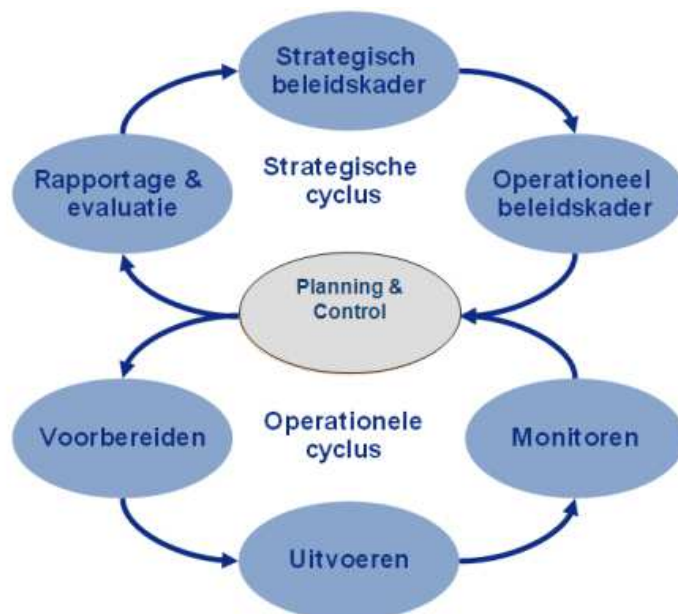 Strategisch
beleidskader
Strategische
cyclus
Rapportage &
evaluatie
Operationeel
beleidskader
Planning &
Control
Voorbereiden
Operationele
cyclus
Monitoren
Uitvoeren